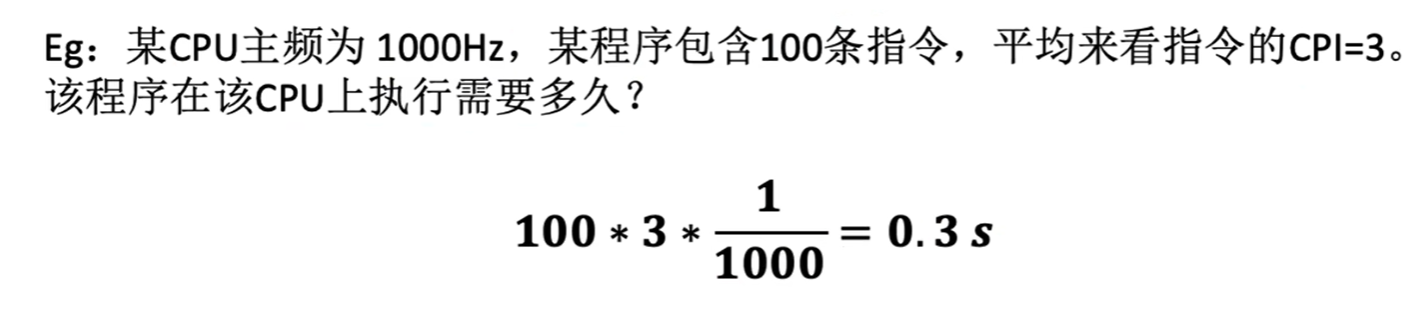 Eg：某CPU主频为 1000Hz，某程序包含100条指令，平均来看指令的CPI=3。
该程序在该CPU上执行需要多久？
100 * 3 * 1/1000 = 0.3 s